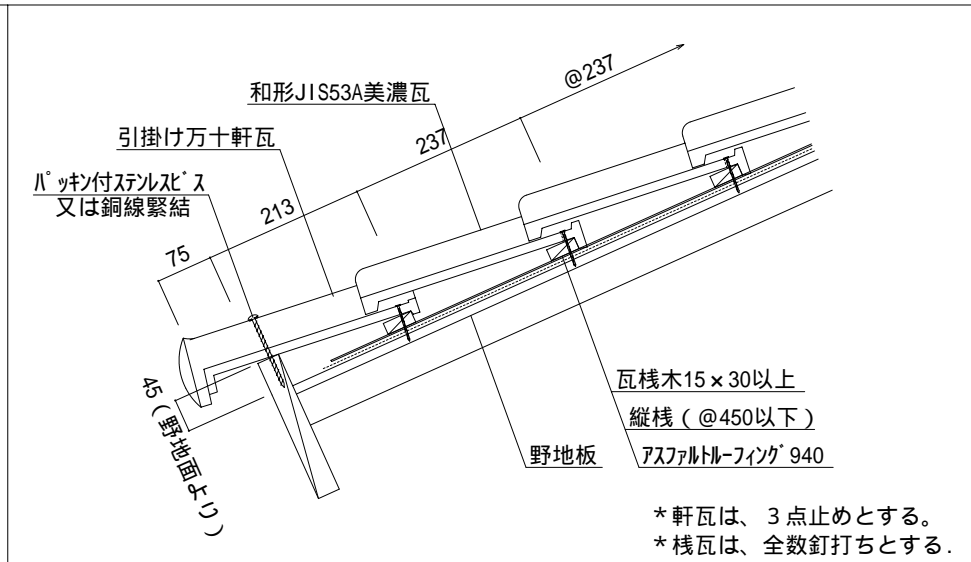 @237
和形JIS53A美濃瓦
237
引掛け万十軒瓦
ﾊﾟｯｷﾝ付ｽﾃﾝﾚｽﾋﾞｽ
又は銅線緊結
213
75
45（野地面より）
瓦桟木15×30以上
縦桟（@450以下）
野地板
ｱｽﾌｧﾙﾄﾙｰﾌｨﾝｸﾞ940
*軒瓦は、３点止めとする。
*桟瓦は、全数釘打ちとする.